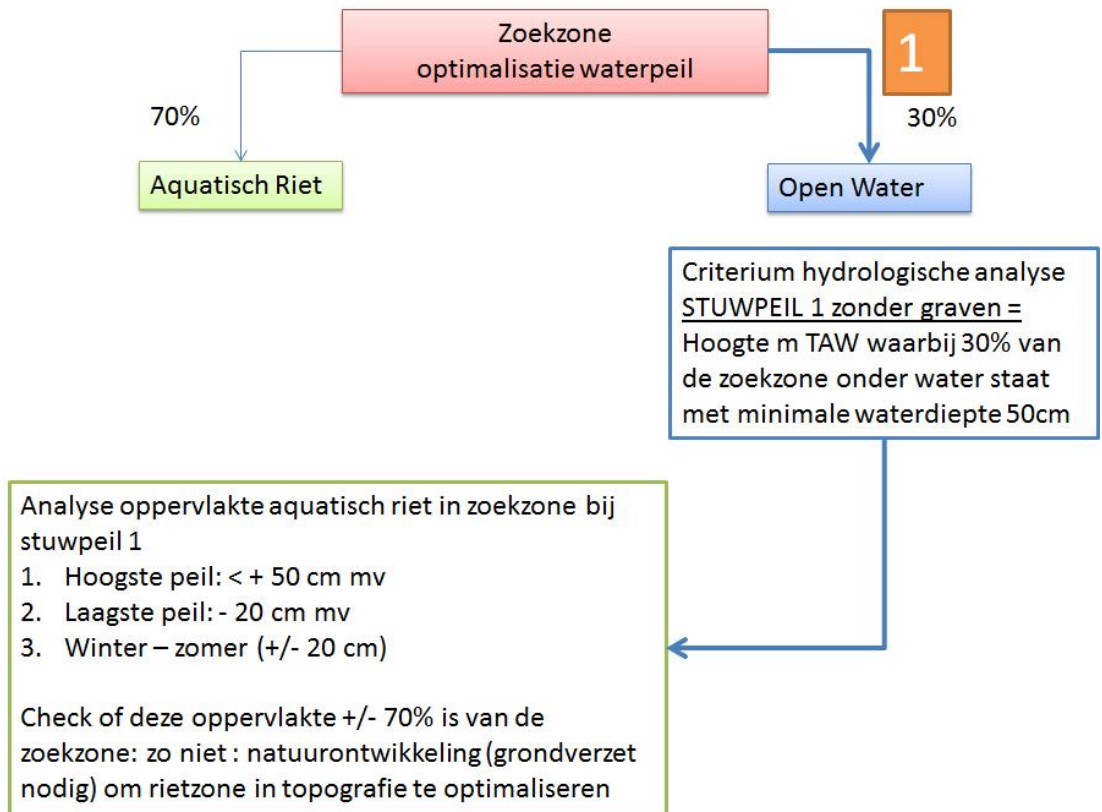 Zoekzone
optimalisatie waterpeil
1
70%
30%
Aquatisch Riet
Open Water
Criterium hydrologische analyse
STUWPEIL 1 zonder graven =
Hoogte m TAW waarbij 30% van
de zoekzone onder water staat
met minimale waterdiepte 50cm
Analyse oppervlakte aquatisch riet in zoekzone bij
stuwpeil 1
1. Hoogste peil: < + 50 cm mv
2. Laagste peil: - 20 cm mv
3. Winter – zomer (+/- 20 cm)
Check of deze oppervlakte +/- 70% is van de
zoekzone: zo niet : natuurontwikkeling (grondverzet
nodig) om rietzone in topografie te optimaliseren